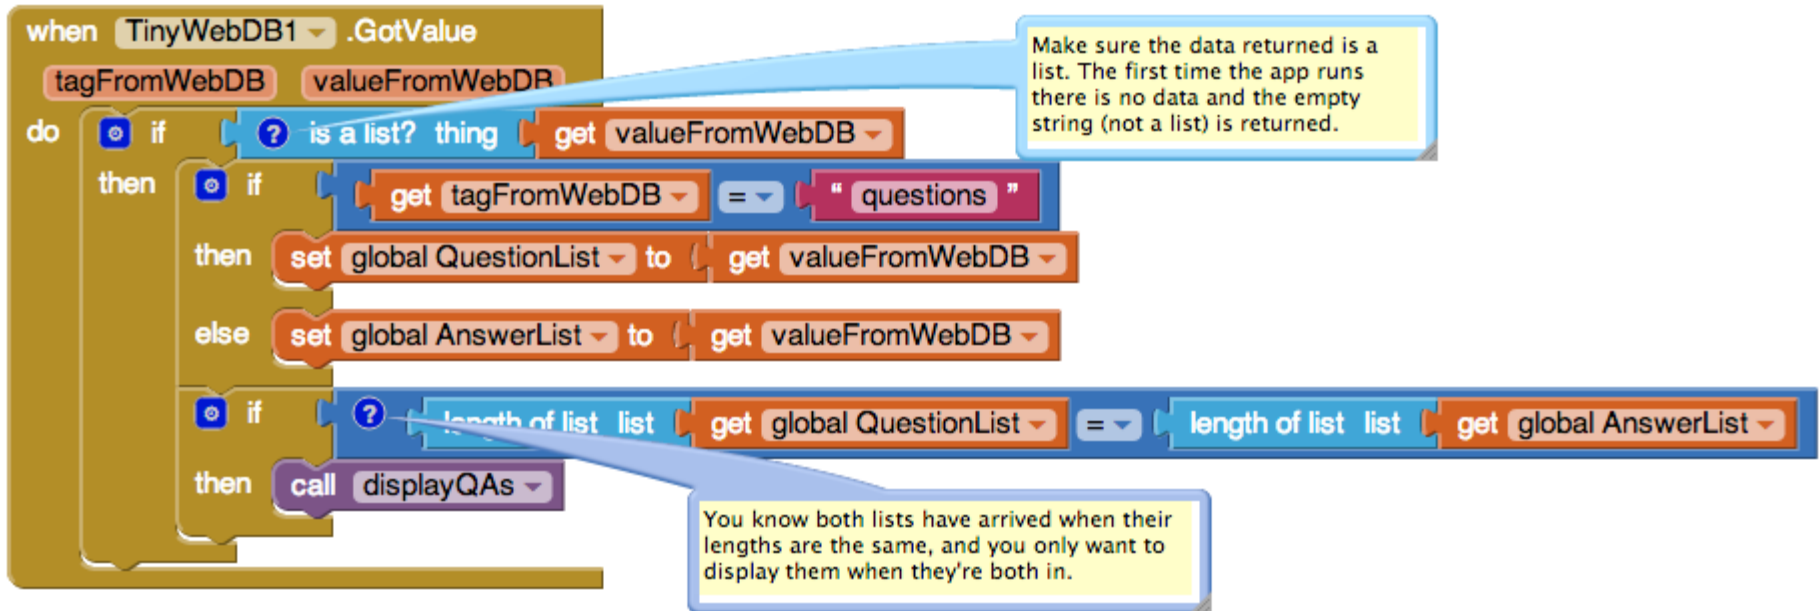 when TinyWebDB1 .GotValue
tagFromWebDB valueFromWebDB
do if ? is a list? thing get valueFromWebDB
Make sure the data returned is a
list. The first time the app runs
there is no data and the empty
string (not a list) is returned.
then if get tagFromWebDB = " questions "
then set global QuestionList to get valueFromWebDB
else set global AnswerList to get valueFromWebDB
if ? length of list list get global QuestionList = length of list list get global AnswerList
then call displayQAs
You know both lists have arrived when their
lengths are the same, and you only want to
display them when they're both in.